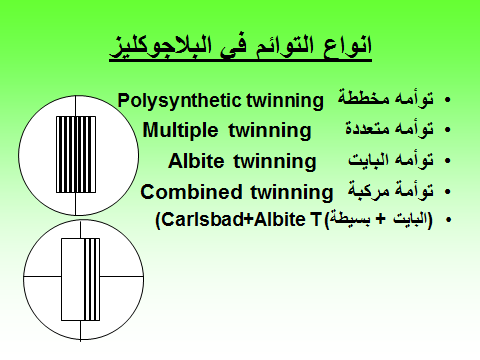 انواع التوائم في البلاجوكليز
• توأمه مخططة Polysynthetic twinning
• توأمه متعددة Multiple twinning
• توأمه البايت Albite twinning
• توأمة مركبة Combined twinning
• (البايت + بسيطة)Carlsbad+Albite T)